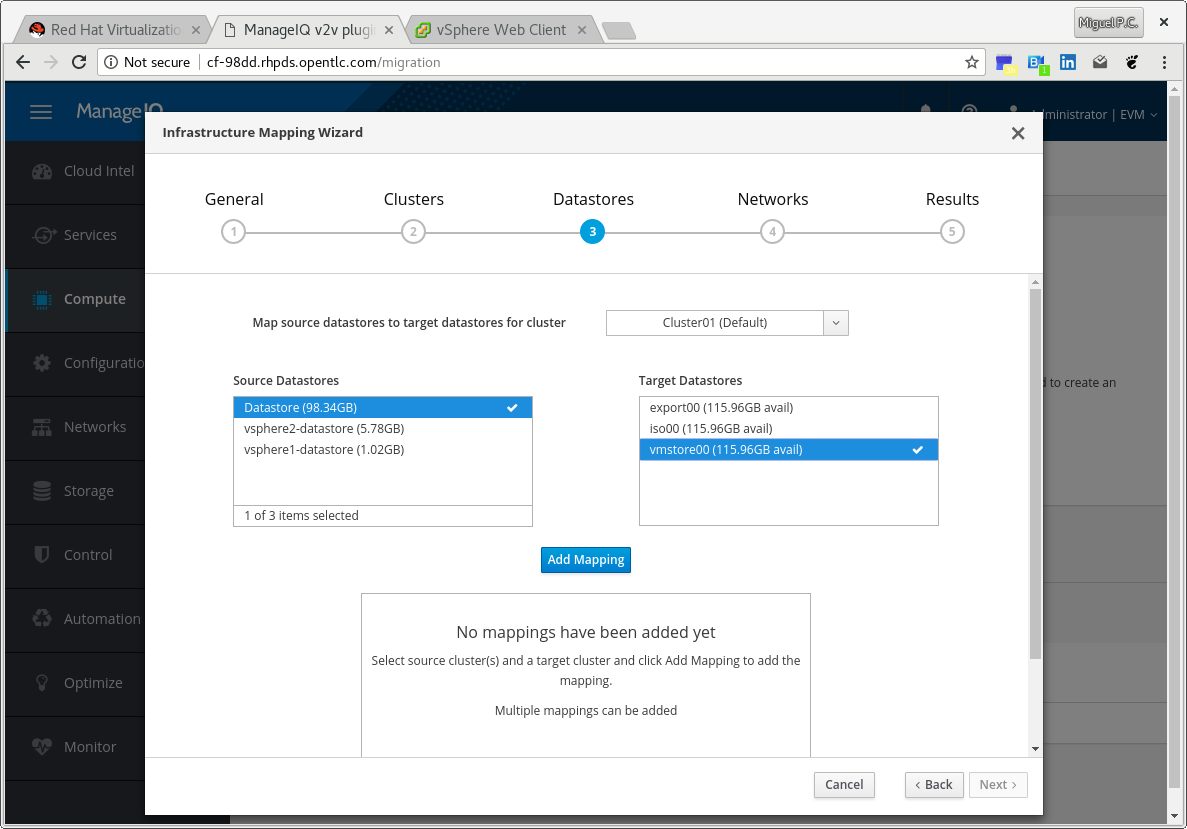 Red Hat Virtualizatio
ManageIQ v2v plugi
vSphere Web Client
Miguel P.C.
Not secure
cf-98dd.rhpds.opentlc.com/migration
ManageIQ
ministrator | EVM
Infrastructure Mapping Wizard
Cloud Intel
Services
Compute
Configuratio
Networks
Storage
Control
Automation
Optimize
Monitor
General
Clusters
Datastores
Networks
Results
1
2
3
4
5
Map source datastores to target datastores for cluster
Cluster01 (Default)
d to create an
Source Datastores
Datastore (98.34GB)
vsphere2-datastore (5.78GB)
vsphere1-datastore (1.02GB)
1 of 3 items selected
Target Datastores
export00 (115.96GB avail)
iso00 (115.96GB avail)
vmstore00 (115.96GB avail)
Add Mapping
No mappings have been added yet
Select source cluster(s) and a target cluster and click Add Mapping to add the
mapping.
Multiple mappings can be added
Cancel
Back
Next